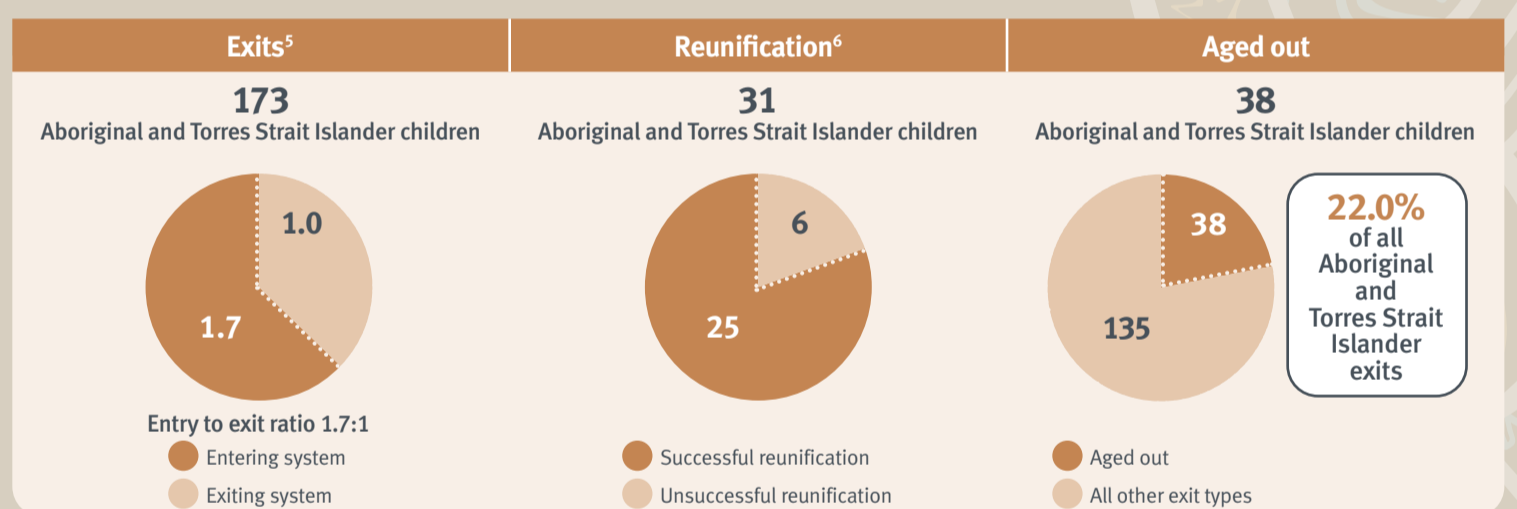 Exits⁵
173
Aboriginal and Torres Strait Islander children
1.0
1.7
Entry to exit ratio 1.7:1
Entering system
Exiting system
Reunification⁶
31
Aboriginal and Torres Strait Islander children
6
25
Successful reunification
Unsuccessful reunification
Aged out
38
Aboriginal and Torres Strait Islander children
38
135
22.0%
of all
Aboriginal
and
Torres Strait
Islander
exits
Aged out
All other exit types